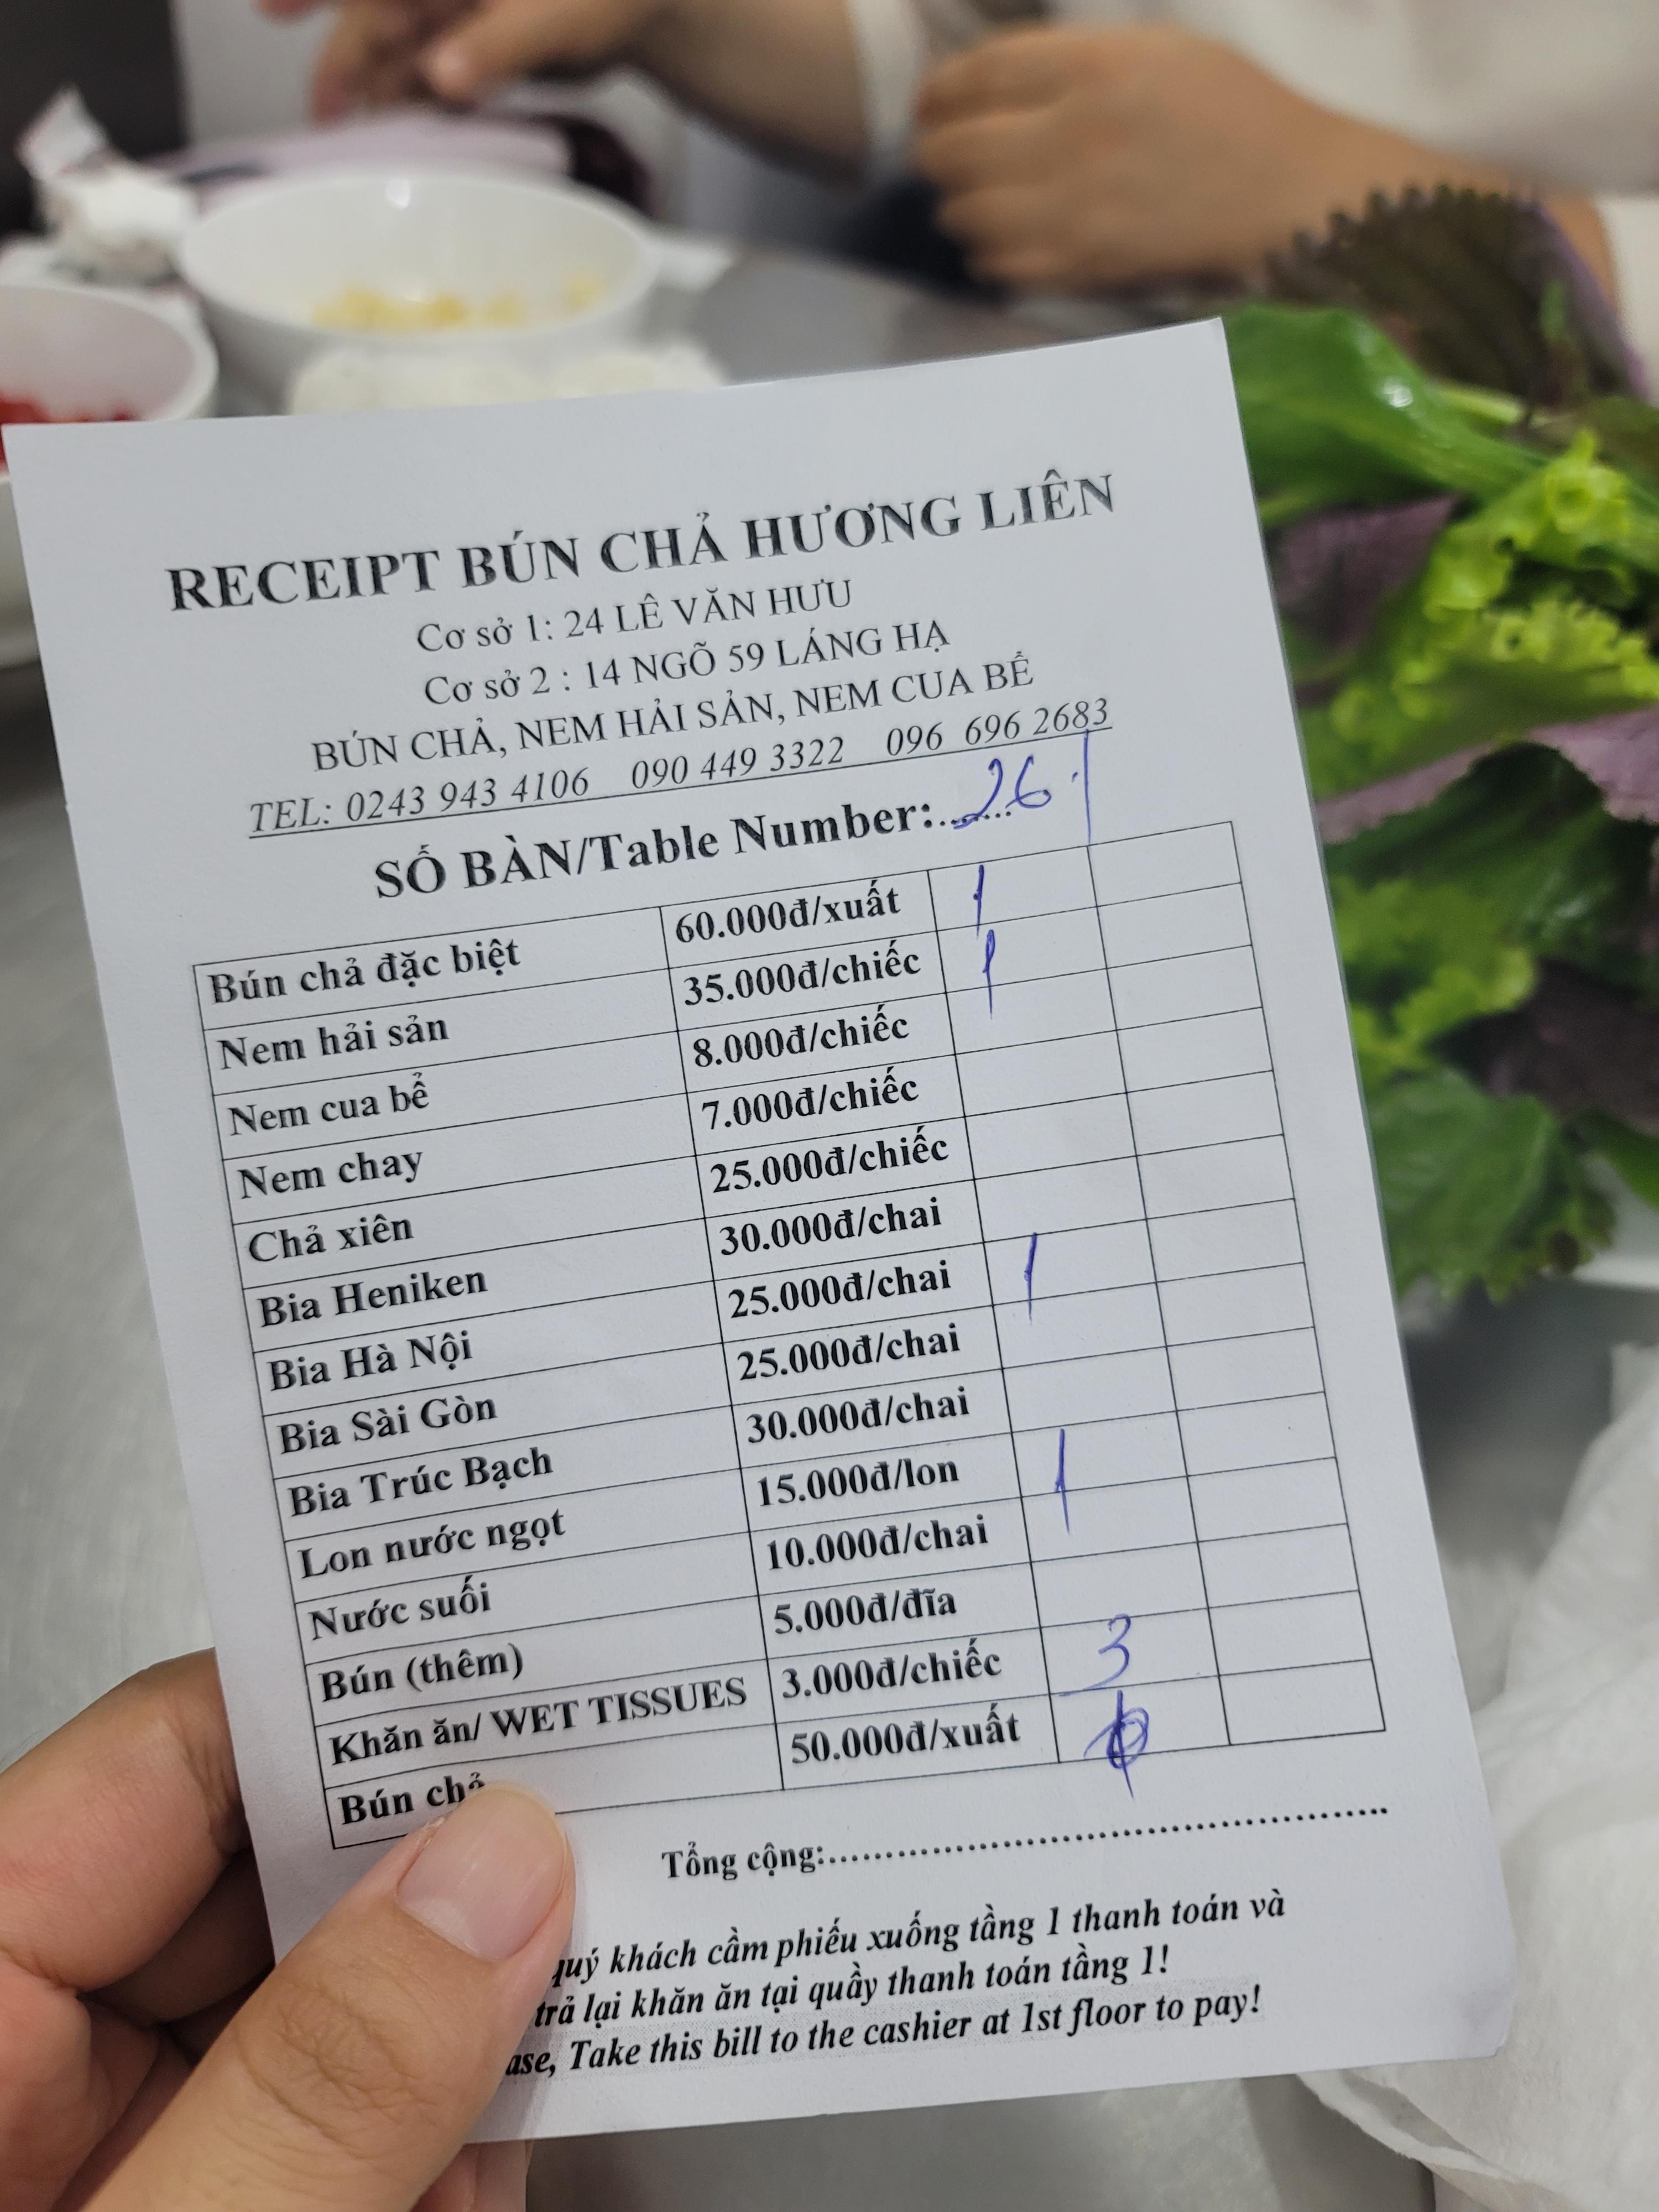 RECEIPT BÚN CHẢ HƯƠNG LIÊN
Cơ sở 1: 24 LÊ VĂN HƯU
Cơ sở 2 : 14 NGÕ 59 LÁNG HẠ
BÚN CHẢ, NEM HẢI SẢN, NEM CUA BỂ
TEL: 0243 943 4106 090 449 3322 096 696 2683
SỐ BÀN/Table Number:........ 26 1
Bún chả đặc biệt 60.000đ/xuất 1
Nem hải sản 35.000đ/chiếc 1
Nem cua bể 8.000đ/chiếc
Nem chay 7.000đ/chiếc
Chả xiên 25.000đ/chiếc
Bia Heniken 30.000đ/chai
Bia Hà Nội 25.000đ/chai 1
Bia Sài Gòn 25.000đ/chai
Bia Trúc Bạch 30.000đ/chai
Lon nước ngọt 15.000đ/lon 1
Nước suối 10.000đ/chai
Bún (thêm) 5.000đ/đĩa
Khăn ăn/ WET TISSUES 3.000đ/chiếc 3
Bún chả 50.000đ/xuất
Tổng cộng:......................................................
quý khách cầm phiếu xuống tầng 1 thanh toán và
trả lại khăn ăn tại quầy thanh toán tầng 1!
ase, Take this bill to the cashier at 1st floor to pay!